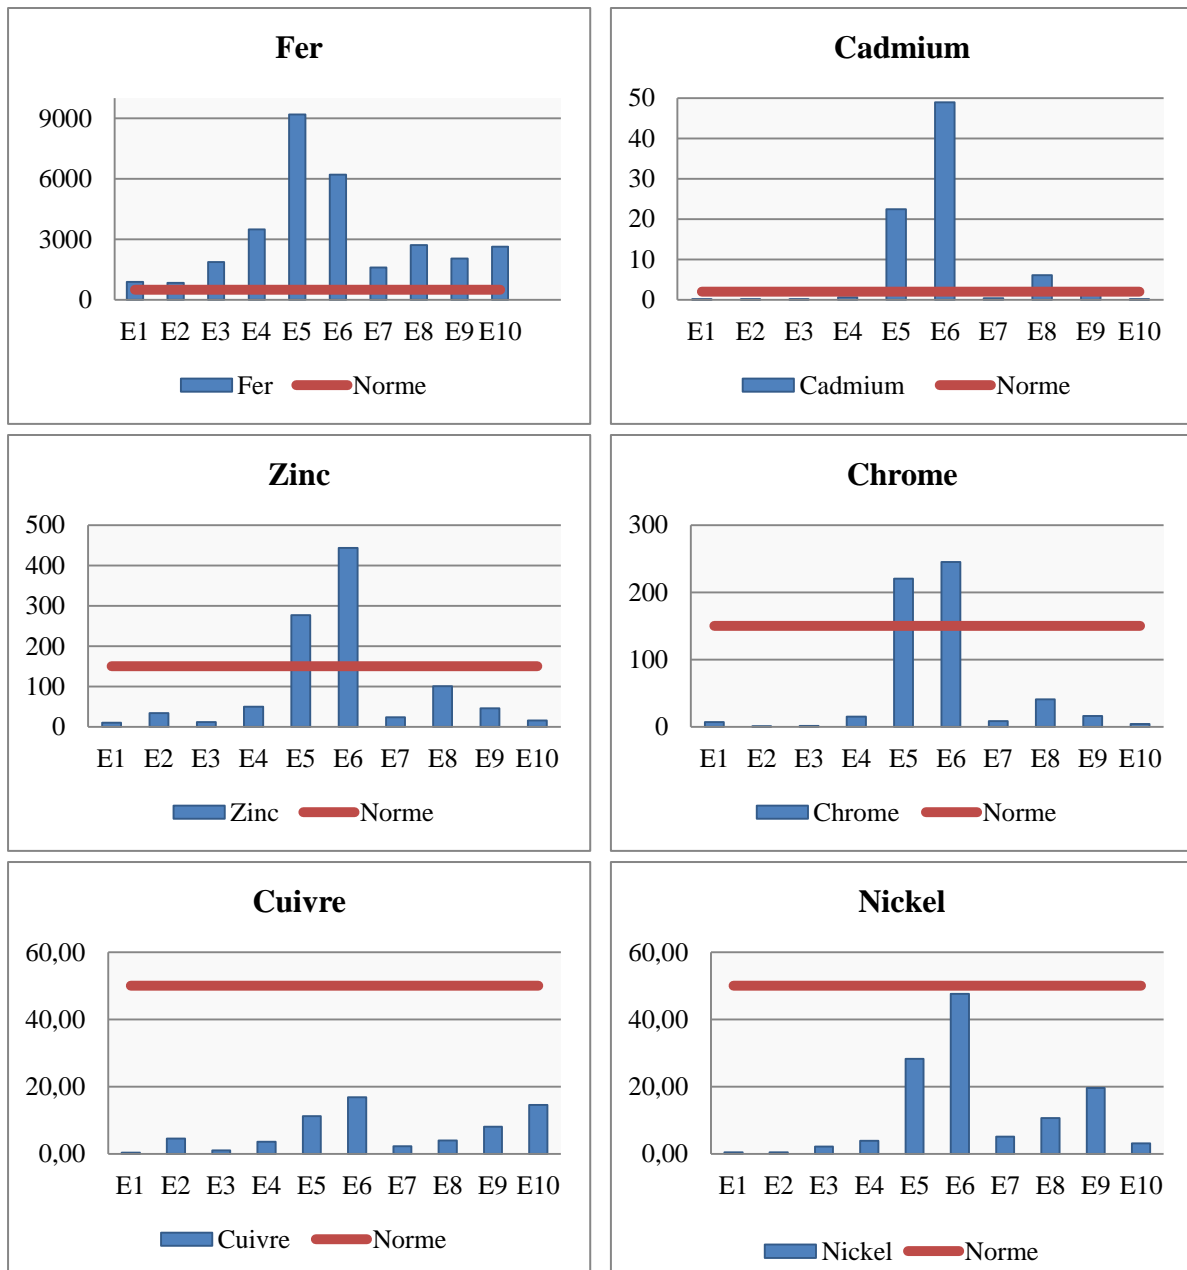 Fer
9000
6000
3000
0
E1 E2 E3 E4 E5 E6 E7 E8 E9 E10
Fer Norme
Cadmium
50
40
30
20
10
0
E1 E2 E3 E4 E5 E6 E7 E8 E9 E10
Cadmium Norme
Zinc
500
400
300
200
100
0
E1 E2 E3 E4 E5 E6 E7 E8 E9 E10
Zinc Norme
Chrome
300
200
100
0
E1 E2 E3 E4 E5 E6 E7 E8 E9 E10
Chrome Norme
Cuivre
60,00
40,00
20,00
0,00
E1 E2 E3 E4 E5 E6 E7 E8 E9 E10
Cuivre Norme
Nickel
60,00
40,00
20,00
0,00
E1 E2 E3 E4 E5 E6 E7 E8 E9 E10
Nickel Norme